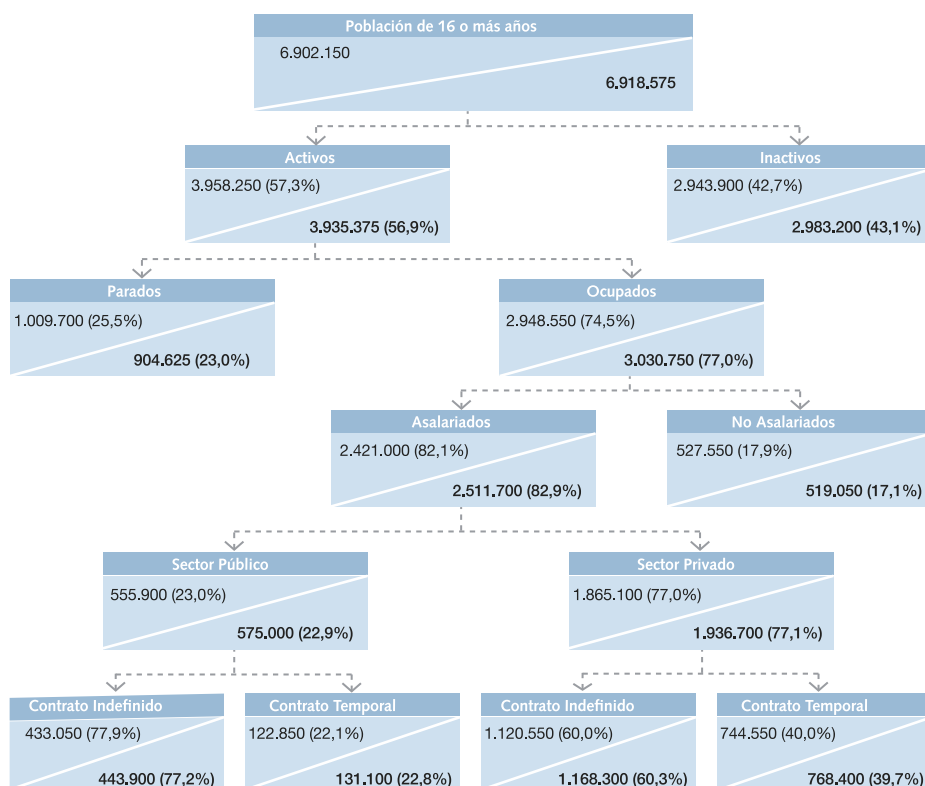 Población de 16 o más años
6.902.150
6.918.575
Activos
3.958.250 (57,3%)
3.935.375 (56,9%)
Inactivos
2.943.900 (42,7%)
2.983.200 (43,1%)
Parados
1.009.700 (25,5%)
904.625 (23,0%)
Ocupados
2.948.550 (74,5%)
3.030.750 (77,0%)
Asalariados
2.421.000 (82,1%)
2.511.700 (82,9%)
No Asalariados
527.550 (17,9%)
519.050 (17,1%)
Sector Público
555.900 (23,0%)
575.000 (22,9%)
Sector Privado
1.865.100 (77,0%)
1.936.700 (77,1%)
Contrato Indefinido
433.050 (77,9%)
443.900 (77,2%)
Contrato Temporal
122.850 (22,1%)
131.100 (22,8%)
Contrato Indefinido
1.120.550 (60,0%)
1.168.300 (60,3%)
Contrato Temporal
744.550 (40,0%)
768.400 (39,7%)